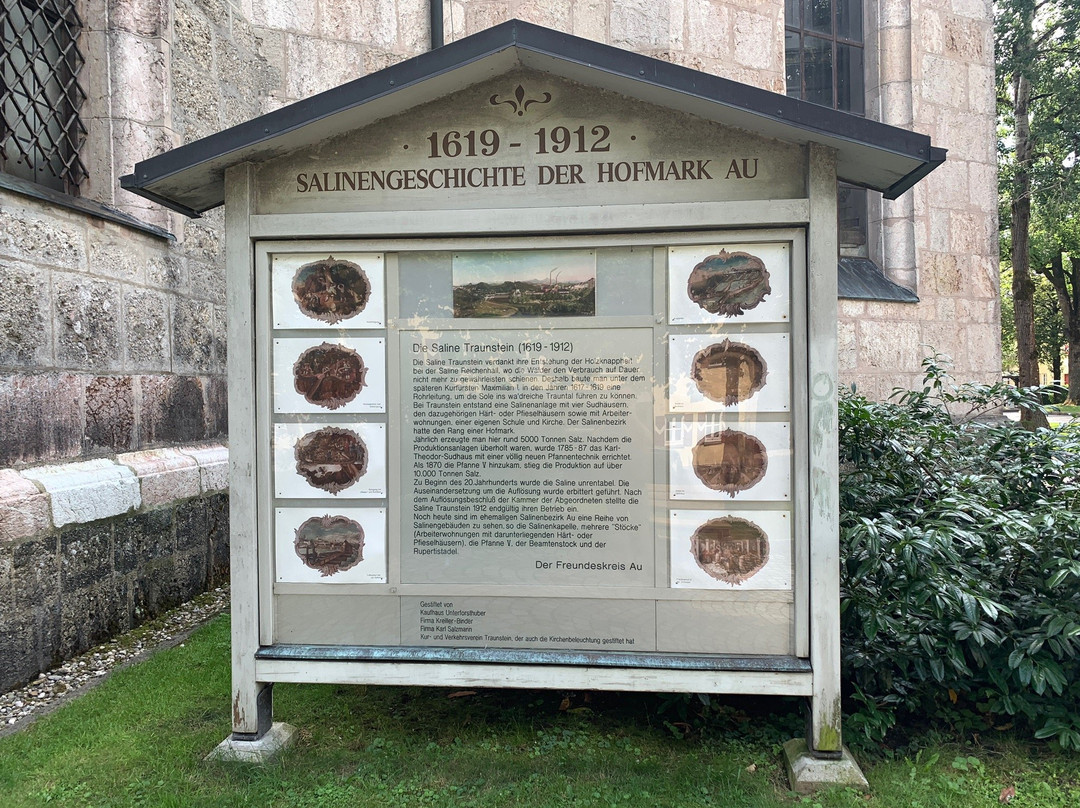 · 1619 - 1912 ·
SALINENGESCHICHTE DER HOFMARK AU
Die Saline Traunstein (1619 - 1912)
Die Saline Traunstein verdankt ihre Entstehung der Holzknappheit
bei der Saline Reichenhall, wo die Wälder den Verbrauch auf Dauer
nicht mehr zu gewährleisten schienen. Deshalb baute man unter dem
späteren Kurfürsten Maximilian I. in den Jahren 1617 - 1619 eine
Rohrleitung, um die Sole ins waldreiche Trauntal führen zu können.
Bei Traunstein entstand eine Salinenanlage mit vier Sudhäusern,
den dazugehörigen Härt- oder Pfieselhäusern sowie mit Arbeiter-
wohnungen, einer eigenen Schule und Kirche. Der Salinenbezirk
hatte den Rang einer Hofmark.
Jährlich erzeugte man hier rund 5000 Tonnen Salz. Nachdem die
Produktionsanlagen überholt waren, wurde 1785 - 87 das Karl-
Theodor-Sudhaus mit einer völlig neuen Pfannentechnik errichtet.
Als 1870 die Pfanne V hinzukam, stieg die Produktion auf über
10.000 Tonnen Salz.
Zu Beginn des 20. Jahrhunderts wurde die Saline unrentabel. Die
Auseinandersetzung um die Auflösung wurde erbittert geführt. Nach
dem Auflösungsbeschluß der Kammer der Abgeordneten stellte die
Saline Traunstein 1912 endgültig ihren Betrieb ein.
Noch heute sind im ehemaligen Salinenbezirk Au eine Reihe von
Salinengebäuden zu sehen, so die Salinenkapelle, mehrere "Stöcke"
(Arbeiterwohnungen mit darunterliegenden Härt- oder
Pfieselhäusern), die Pfanne V, der Beamtenstock und der
Rupertistadel.
Der Freundeskreis Au
Gestiftet von
Kaufhaus Unterforsthuber
Firma Kreiller-Bindler
Firma Karl Salzmann
Kur- und Verkehrsverein Traunstein, der auch die Kirchenbeleuchtung gestiftet hat